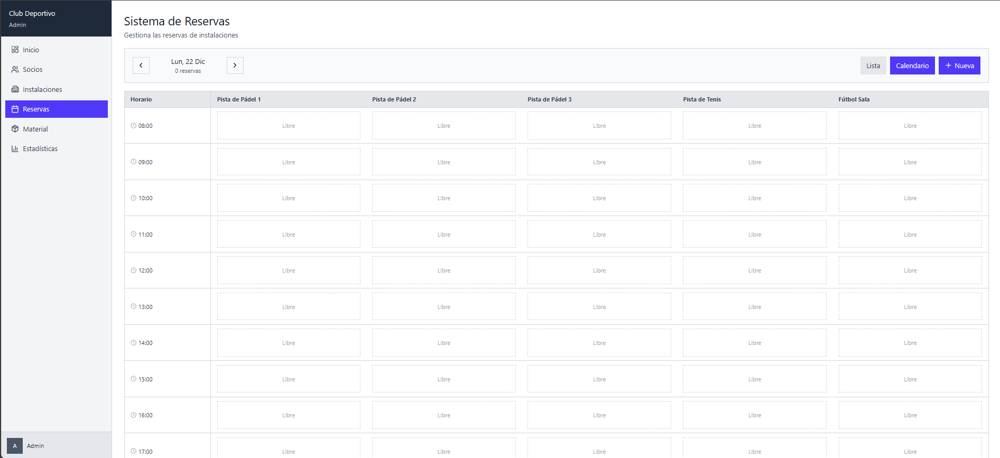 Club Deportivo
Admin
Inicio
Socios
Instalaciones
Reservas
Material
Estadísticas
A Admin
Sistema de Reservas
Gestiona las reservas de instalaciones
Lun, 22 Dic
0 reservas
Lista Calendario + Nueva
Horario Pista de Pádel 1 Pista de Pádel 2 Pista de Pádel 3 Pista de Tenis Fútbol Sala
08:00 Libre Libre Libre Libre Libre
09:00 Libre Libre Libre Libre Libre
10:00 Libre Libre Libre Libre Libre
11:00 Libre Libre Libre Libre Libre
12:00 Libre Libre Libre Libre Libre
13:00 Libre Libre Libre Libre Libre
14:00 Libre Libre Libre Libre Libre
15:00 Libre Libre Libre Libre Libre
16:00 Libre Libre Libre Libre Libre
17:00 Libre Libre Libre Libre Libre